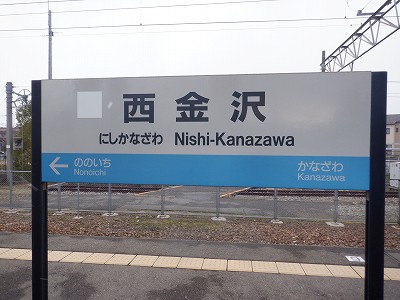 西金沢
にしかなざわ Nishi-Kanazawa
← ののいち かなざわ
Nonoichi Kanazawa